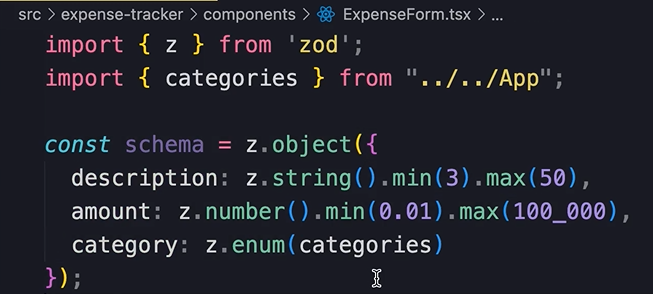 src > expense-tracker > components > ExpenseForm.tsx > ...
import { z } from 'zod';
import { categories } from "../../App";
const schema = z.object({
description: z.string().min(3).max(50),
amount: z.number().min(0.01).max(100_000),
category: z.enum(categories)
});